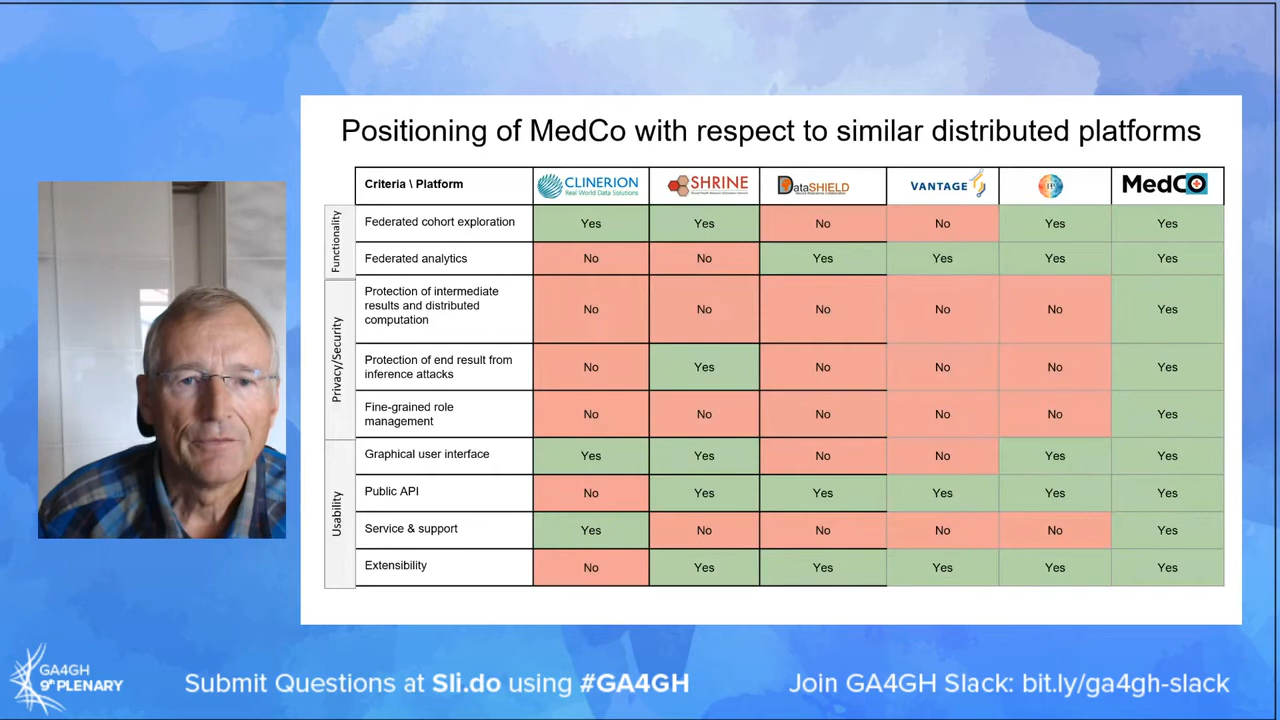 Positioning of MedCo with respect to similar distributed platforms
Criteria \ Platform
CLINERION
Real World Data Solutions
SHRINE
DataSHIELD
VANTAGE
MedCO
Functionality
Federated cohort exploration
Yes
Yes
No
No
Yes
Yes
Federated analytics
No
No
Yes
Yes
Yes
Yes
Privacy/Security
Protection of intermediate
results and distributed
computation
No
No
No
No
No
Yes
Protection of end result from
inference attacks
No
Yes
No
No
No
Yes
Fine-grained role
management
No
No
No
No
No
Yes
Usability
Graphical user interface
Yes
Yes
No
No
Yes
Yes
Public API
No
Yes
Yes
Yes
Yes
Yes
Service & support
Yes
No
No
No
No
Yes
Extensibility
No
Yes
Yes
Yes
Yes
Yes
GA4GH
9th PLENARY
Submit Questions at Sli.do using #GA4GH
Join GA4GH Slack: bit.ly/ga4gh-slack